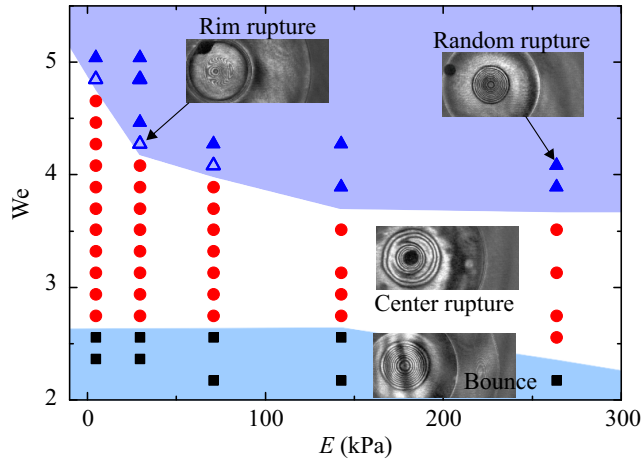 Rim rupture
Random rupture
5
4
3
2
We
Center rupture
Bounce
0
100
200
300
E (kPa)